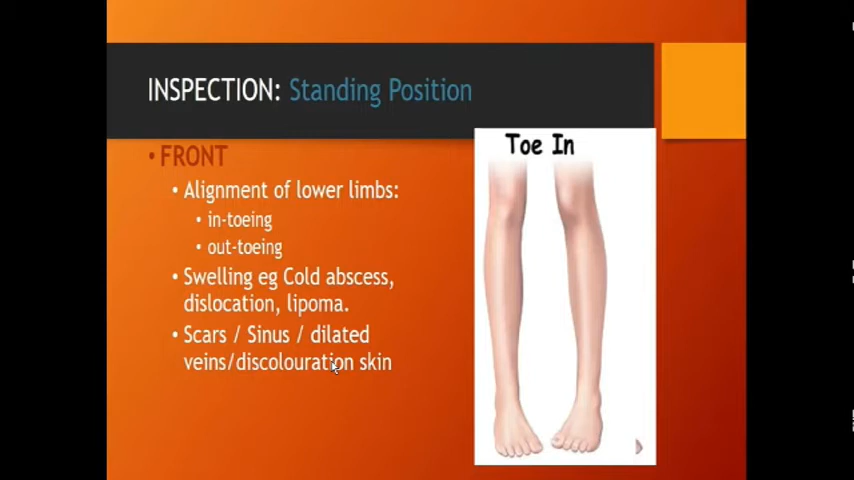 INSPECTION: Standing Position
• FRONT
• Alignment of lower limbs:
• in-toeing
• out-toeing
• Swelling eg Cold abscess,
dislocation, lipoma.
• Scars / Sinus / dilated
veins/discolouration skin
Toe In